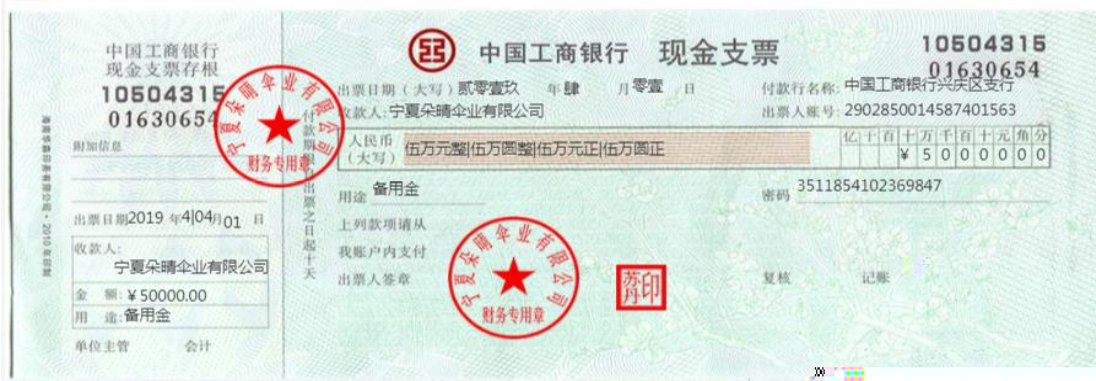 中国工商银行
现金支票存根
10504315
01630654
附加信息
出票日期2019 年4|04月01 日
收款人:
宁夏朵晴伞业有限公司
金 额:¥50000.00
用 途:备用金
单位主管 会计
宁夏朵晴伞业有限公司
财务专用章
付款期限自出票之日起十天
中国工商银行 现金支票
10504315
01630654
出票日期(大写)贰零壹玖 年肆 月零壹 日
付款行名称:中国工商银行兴庆区支行
收款人:宁夏朵晴伞业有限公司
出票人账号:2902850014587401563
人民币
(大写)
伍万元整|伍万圆整|伍万元正|伍万圆正
亿千百十万千百十元角分
¥5000000
用途 备用金
密码 3511854102369847
上列款项请从
我账户内支付
出票人签章
宁夏朵晴伞业有限公司
财务专用章
苏丹印
复核 记账